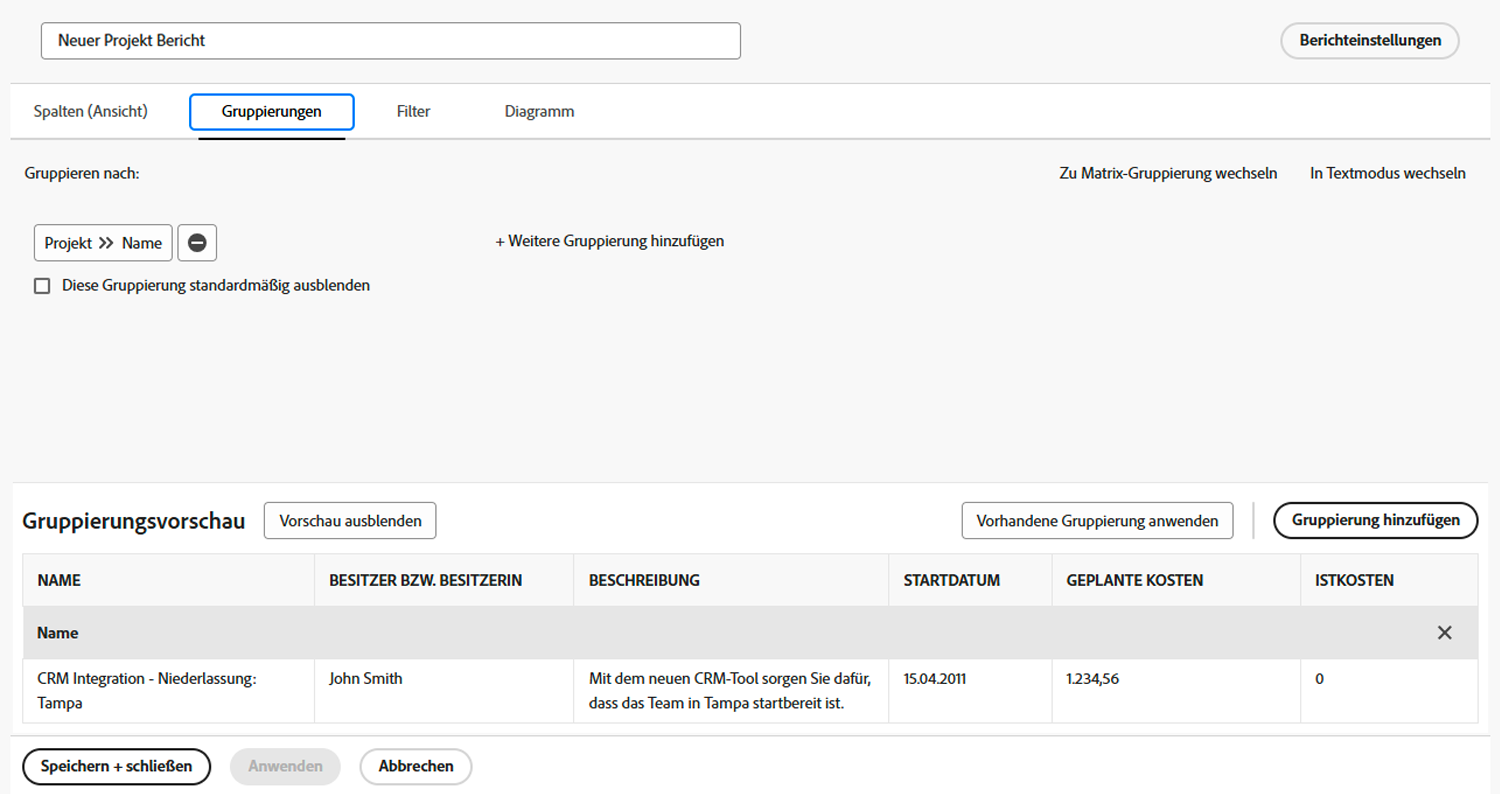 Neuer Projekt Bericht
Berichteinstellungen
Spalten (Ansicht)
Gruppierungen
Filter
Diagramm
Gruppieren nach:
Zu Matrix-Gruppierung wechseln
In Textmodus wechseln
Projekt >> Name
+ Weitere Gruppierung hinzufügen
Diese Gruppierung standardmäßig ausblenden
Gruppierungsvorschau
Vorschau ausblenden
Vorhandene Gruppierung anwenden
Gruppierung hinzufügen
NAME
BESITZER BZW. BESITZERIN
BESCHREIBUNG
STARTDATUM
GEPLANTE KOSTEN
ISTKOSTEN
Name
CRM Integration - Niederlassung:
Tampa
John Smith
Mit dem neuen CRM-Tool sorgen Sie dafür,
dass das Team in Tampa startbereit ist.
15.04.2011
1.234,56
0
Speichern + schließen
Anwenden
Abbrechen